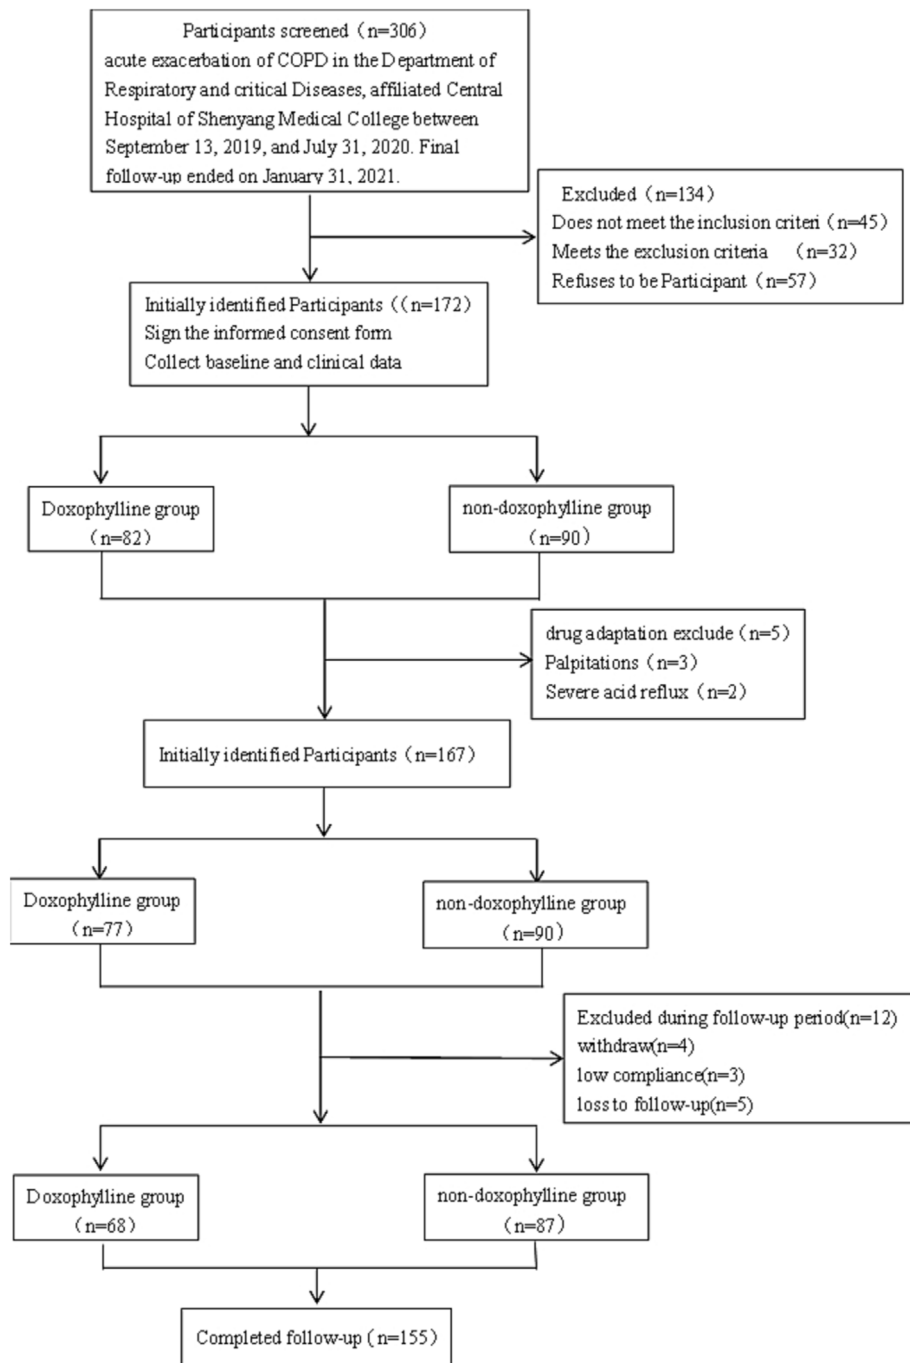 Participants screened（n=306）
acute exacerbation of COPD in the Department of
Respiratory and critical Diseases, affiliated Central
Hospital of Shenyang Medical College between
September 13, 2019, and July 31, 2020. Final
follow-up ended on January 31, 2021.
Excluded（n=134）
Does not meet the inclusion criteri（n=45）
Meets the exclusion criteria （n=32）
Refuses to be Participant（n=57）
Initially identified Participants（(n=172）
Sign the informed consent form
Collect baseline and clinical data
Doxophylline group
（n=82）
non-doxophylline group
（n=90）
drug adaptation exclude（n=5）
Palpitations（n=3）
Severe acid reflux（n=2）
Initially identified Participants（n=167）
Doxophylline group
（n=77）
non-doxophylline group
（n=90）
Excluded during follow-up period(n=12)
withdraw(n=4)
low compliance(n=3)
loss to follow-up(n=5)
Doxophylline group
（n=68）
non-doxophylline group
（n=87）
Completed follow-up（n=155）